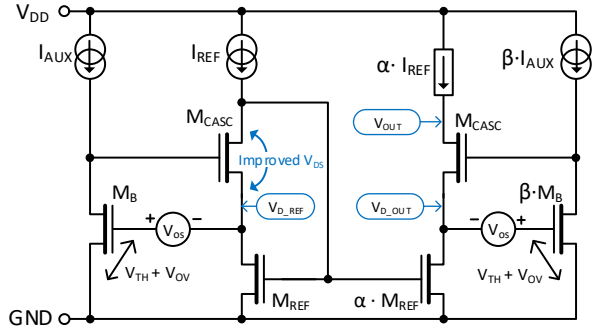 V_DD
I_AUX
I_REF
α· I_REF
β·I_AUX
M_CASC
V_OUT
M_CASC
Improved V_DS
M_B
V_D_REF
V_D_OUT
β·M_B
+ V_os −
− V_os +
V_TH + V_OV
M_REF
α · M_REF
V_TH + V_OV
GND